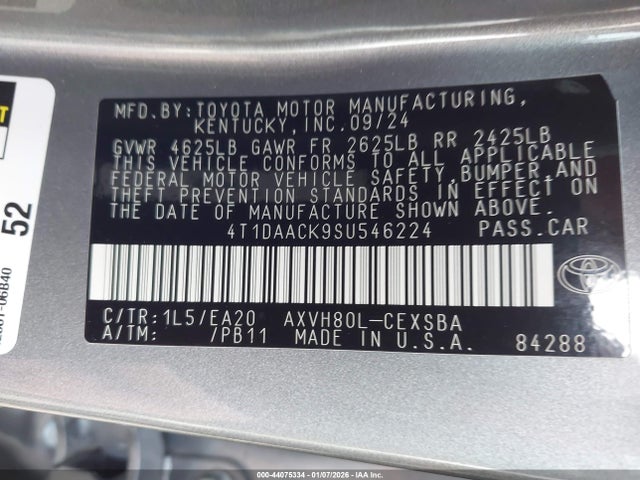 MFD.BY:TOYOTA MOTOR MANUFACTURING,
KENTUCKY,INC.09/24
GVWR 4625LB GAWR FR 2625LB RR 2425LB
THIS VEHICLE CONFORMS TO ALL APPLICABLE
FEDERAL MOTOR VEHICLE SAFETY,BUMPER,AND
THEFT PREVENTION STANDARDS IN EFFECT ON
THE DATE OF MANUFACTURE SHOWN ABOVE.
4T1DAACK9SU546224 PASS.CAR
C/TR:1L5/EA20 AXVH80L-CEXSBA
A/TM: /PB11 MADE IN U.S.A. 84288
52
000-44075334 | 01/07/2026 - IAA Inc.